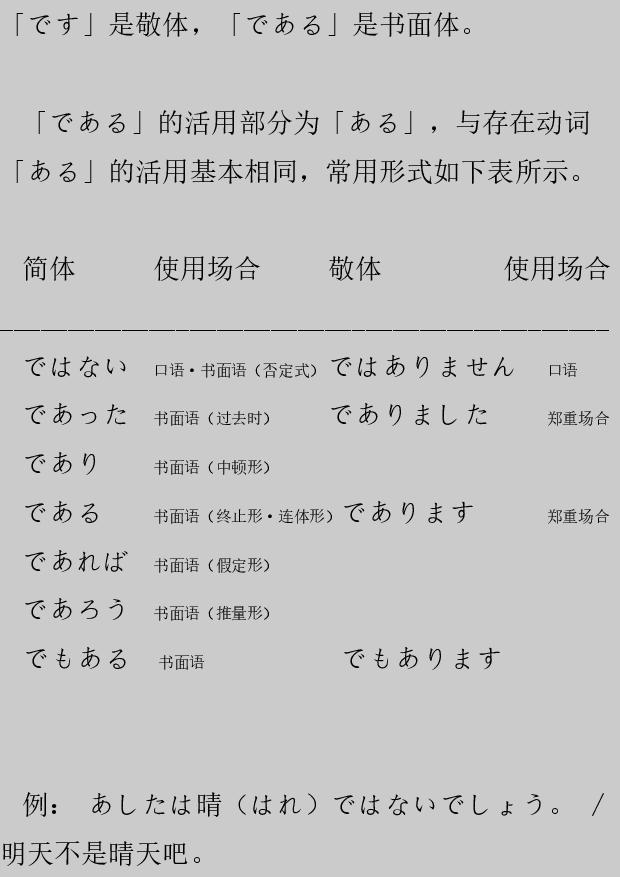 「です」是敬体，「である」是书面体。
「である」的活用部分为「ある」，与存在动词
「ある」的活用基本相同，常用形式如下表所示。
简体 使用场合 敬体 使用场合
ではない 口语・书面语（否定式） ではありません 口语
であった 书面语（过去时） でありました 郑重场合
であり 书面语（中顿形）
である 书面语（终止形・连体形） であります 郑重场合
であれば 书面语（假定形）
であろう 书面语（推量形）
でもある 书面语 でもあります
例： あしたは晴（はれ）ではないでしょう。 /
明天不是晴天吧。